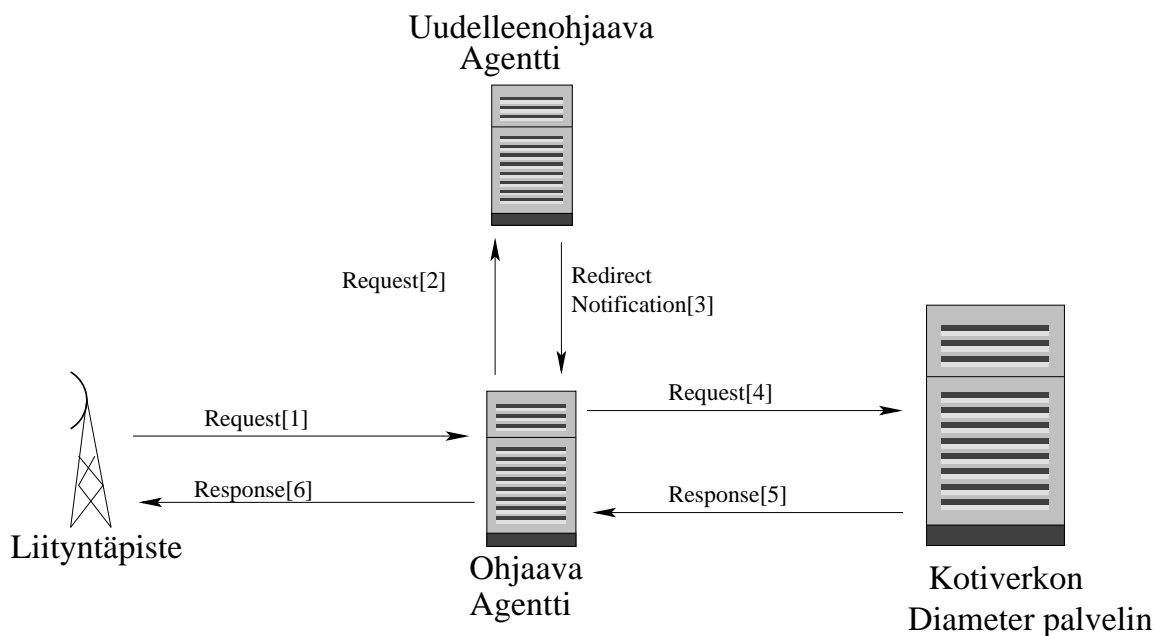 Uudelleenohjaava
Agentti
Request[2]
Redirect
Notification[3]
Request[1]
Request[4]
Response[6]
Response[5]
Liityntäpiste
Ohjaava
Agentti
Kotiverkon
Diameter palvelin